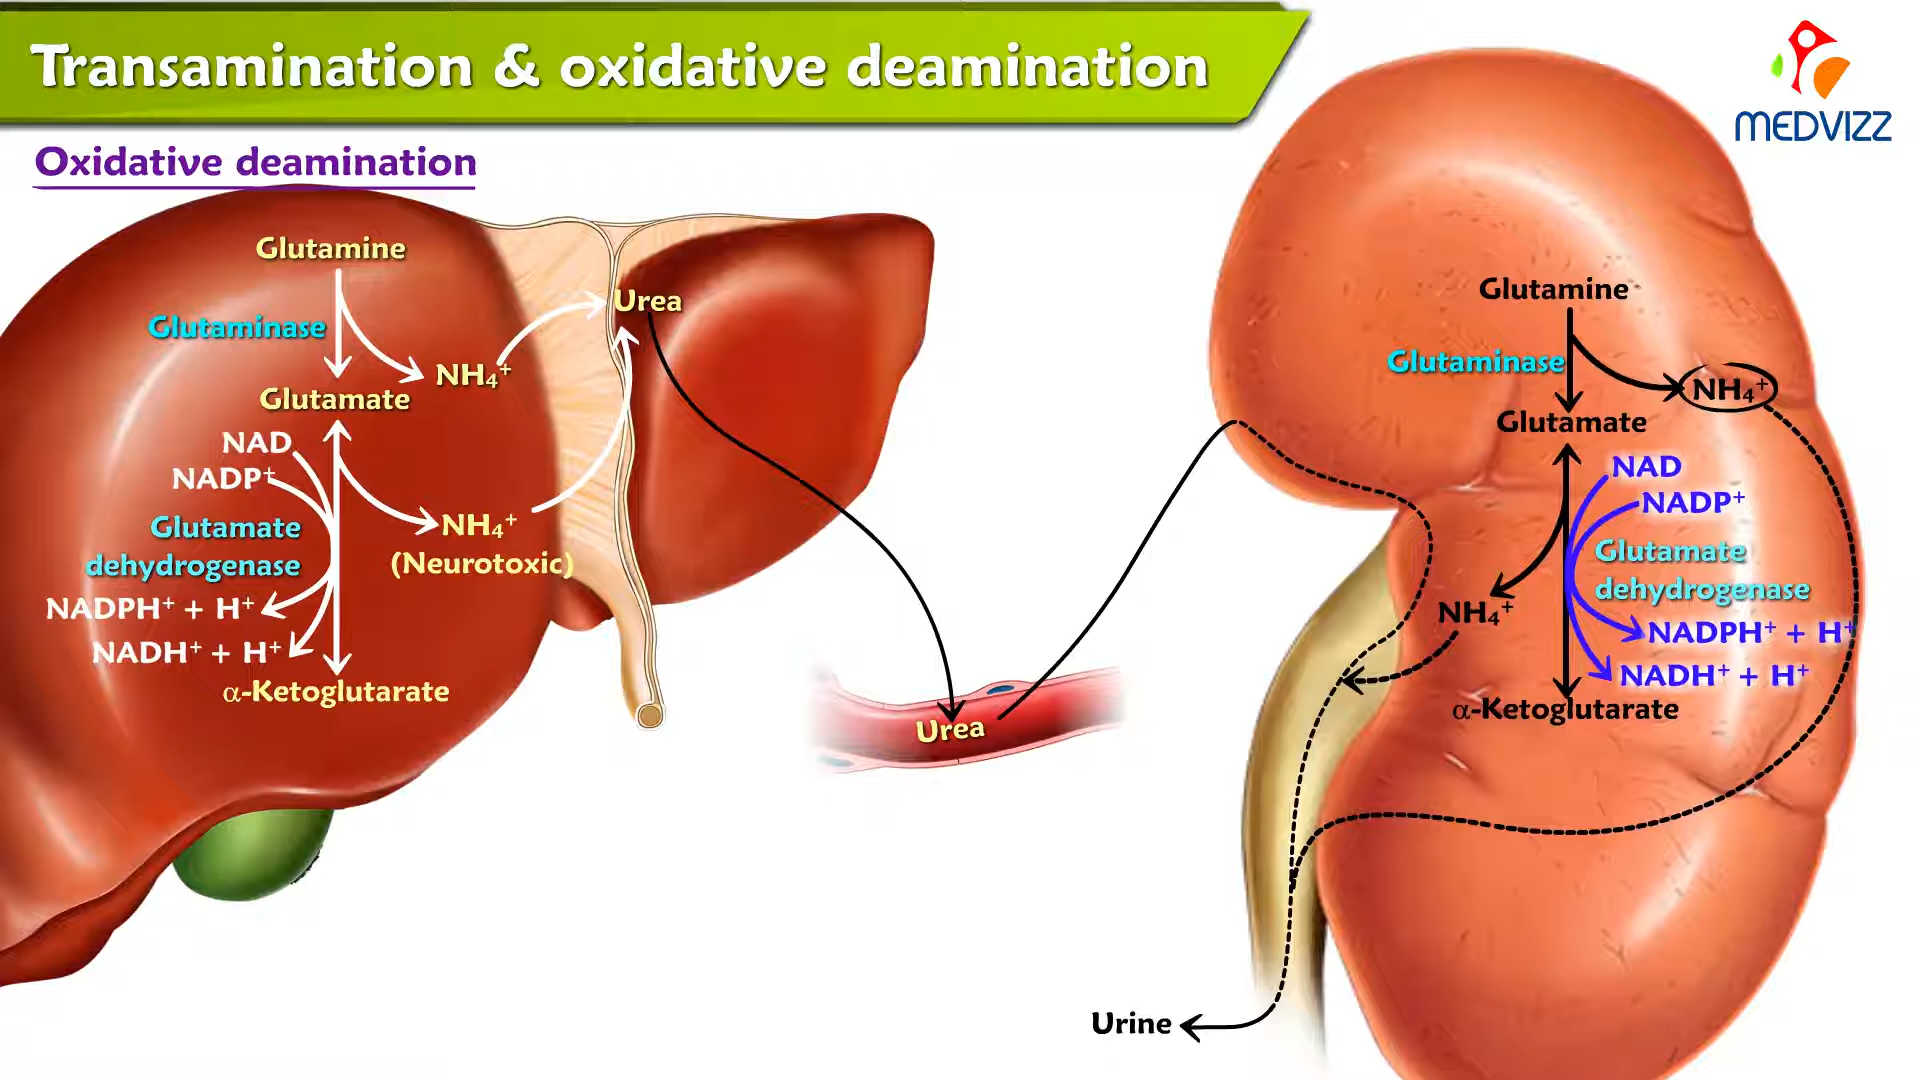 Transamination & oxidative deamination
MEDVIZZ
Oxidative deamination
Glutamine
Glutaminase
NH₄⁺
Glutamate
NAD
NADP⁺
Glutamate
dehydrogenase
NH₄⁺
(Neurotoxic)
NADPH⁺ + H⁺
NADH⁺ + H⁺
α-Ketoglutarate
Urea
Urea
Glutamine
Glutaminase
NH₄⁺
Glutamate
NAD
NADP⁺
Glutamate
dehydrogenase
NH₄⁺
NADPH⁺ + H⁺
NADH⁺ + H⁺
α-Ketoglutarate
Urine